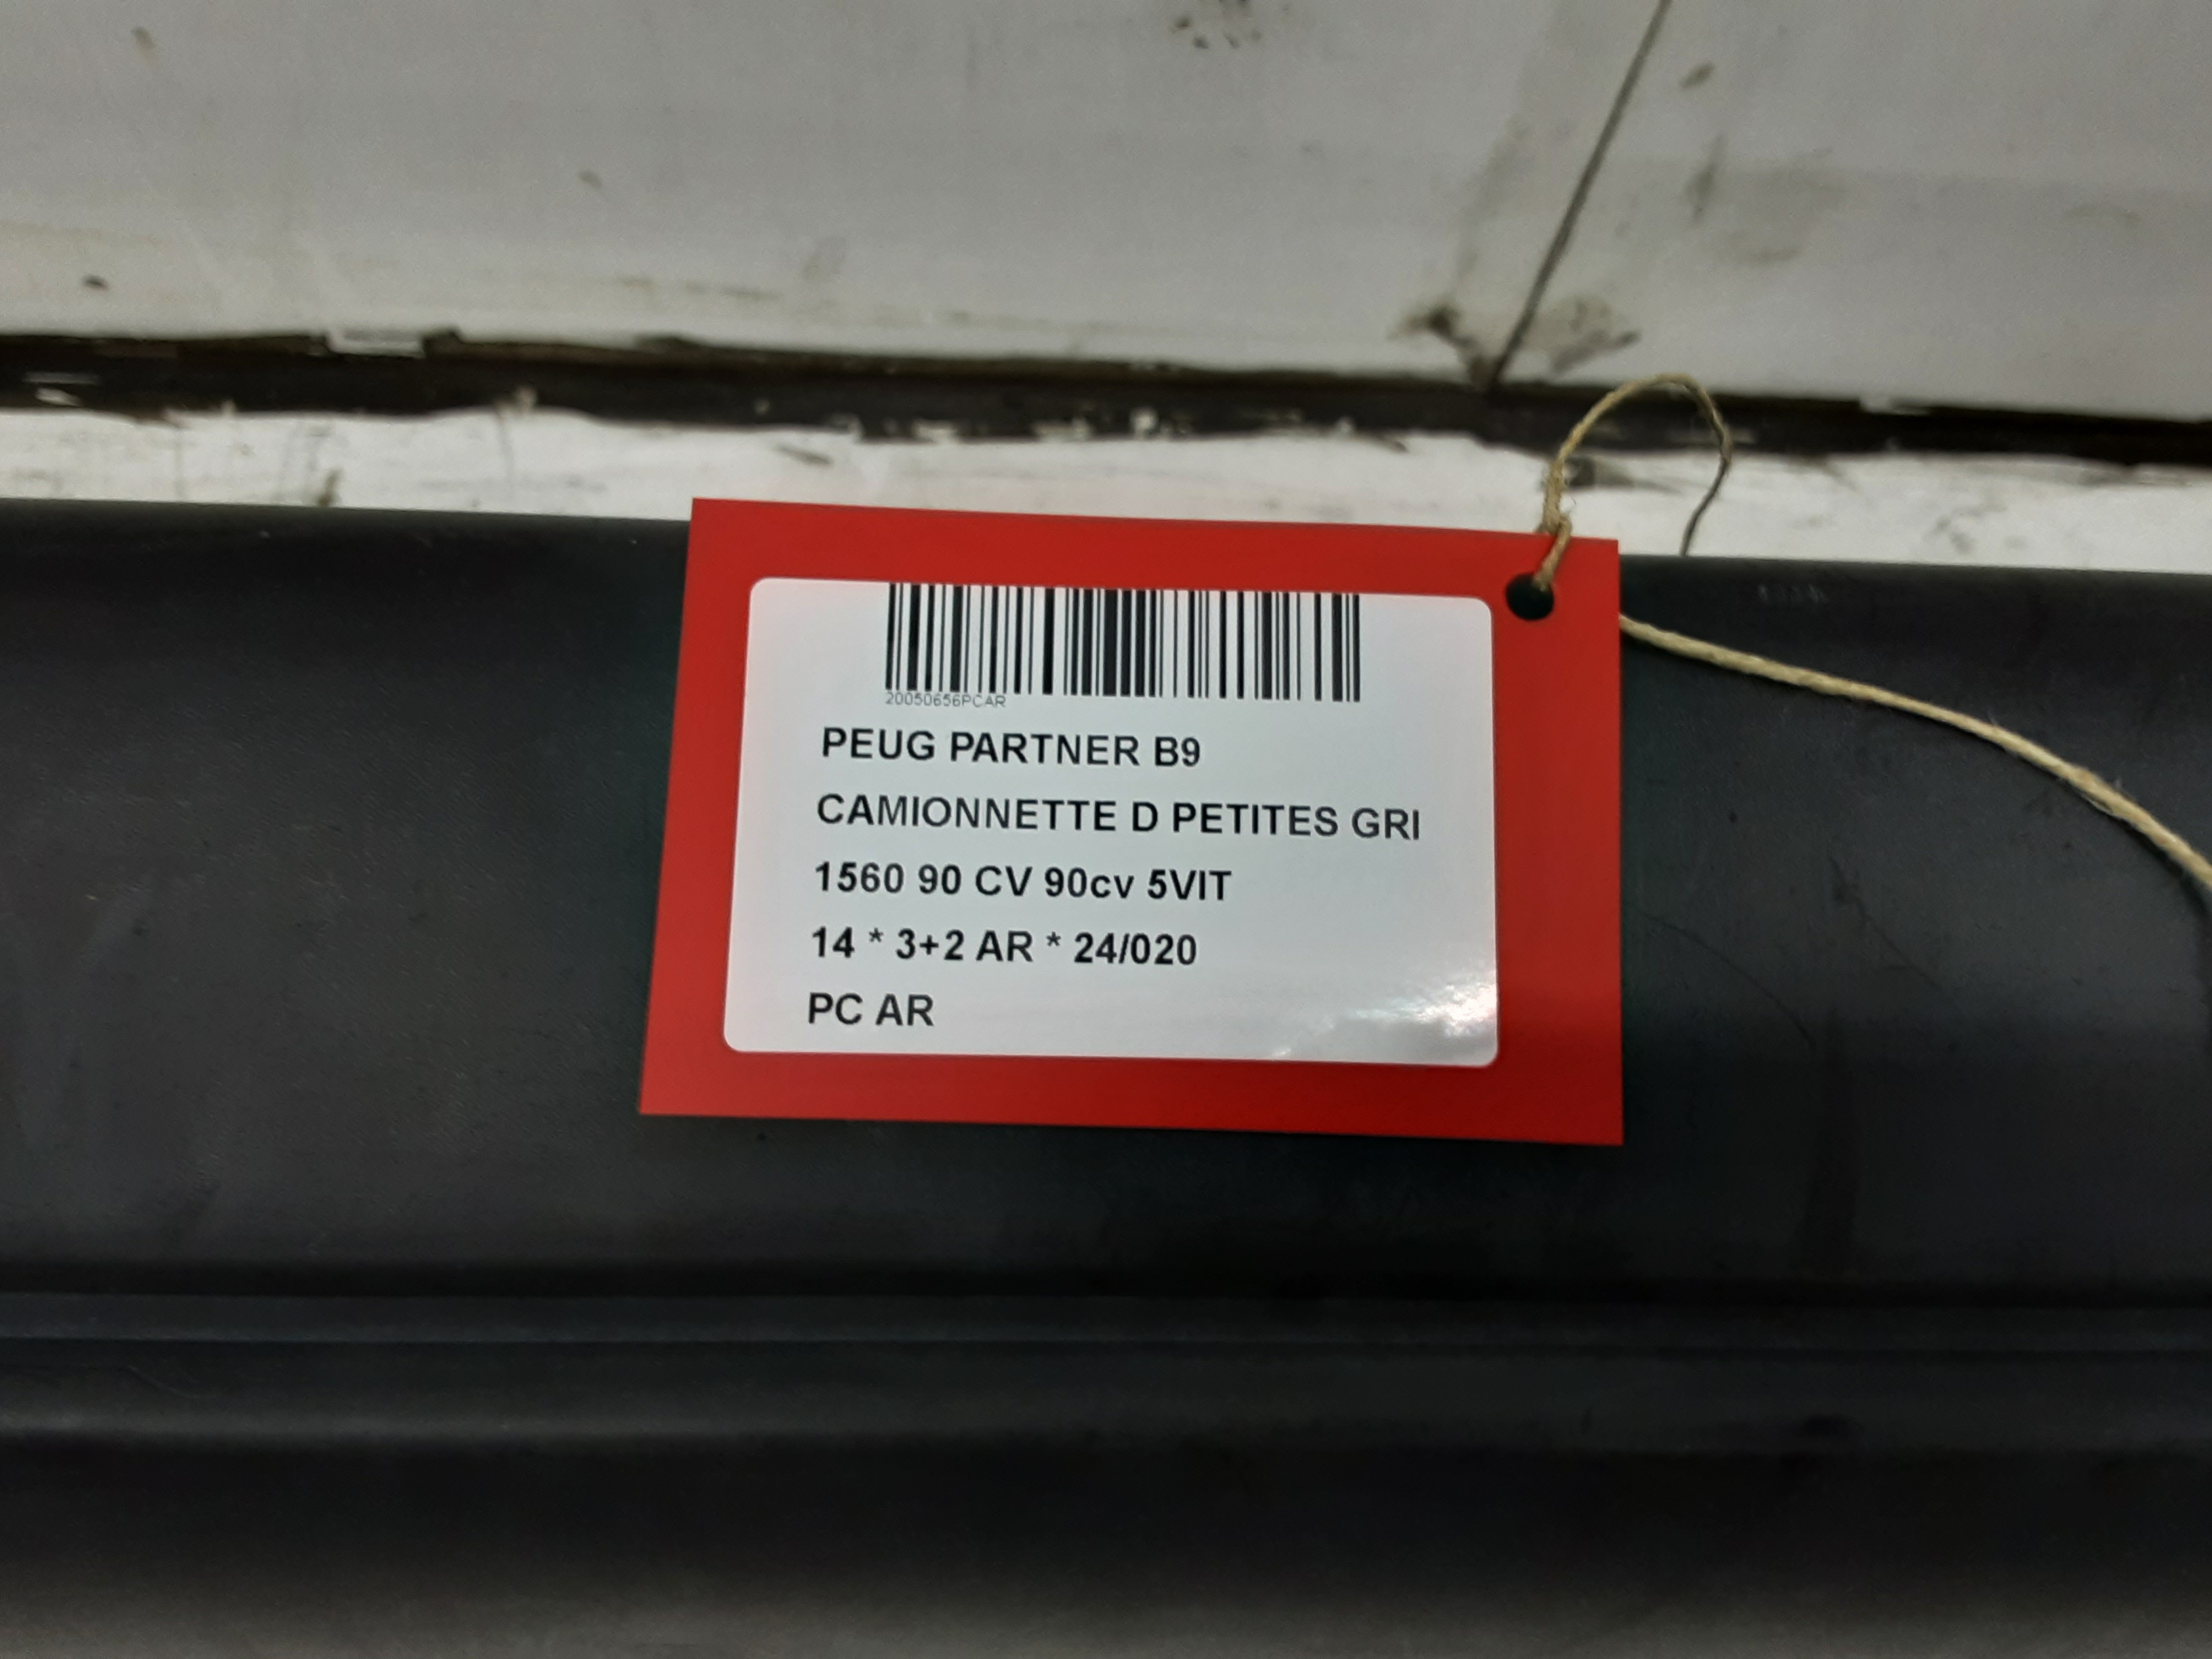 20050656PCAR
PEUG PARTNER B9
CAMIONNETTE D PETITES GRI
1560 90 CV 90cv 5VIT
14 * 3+2 AR * 24/020
PC AR